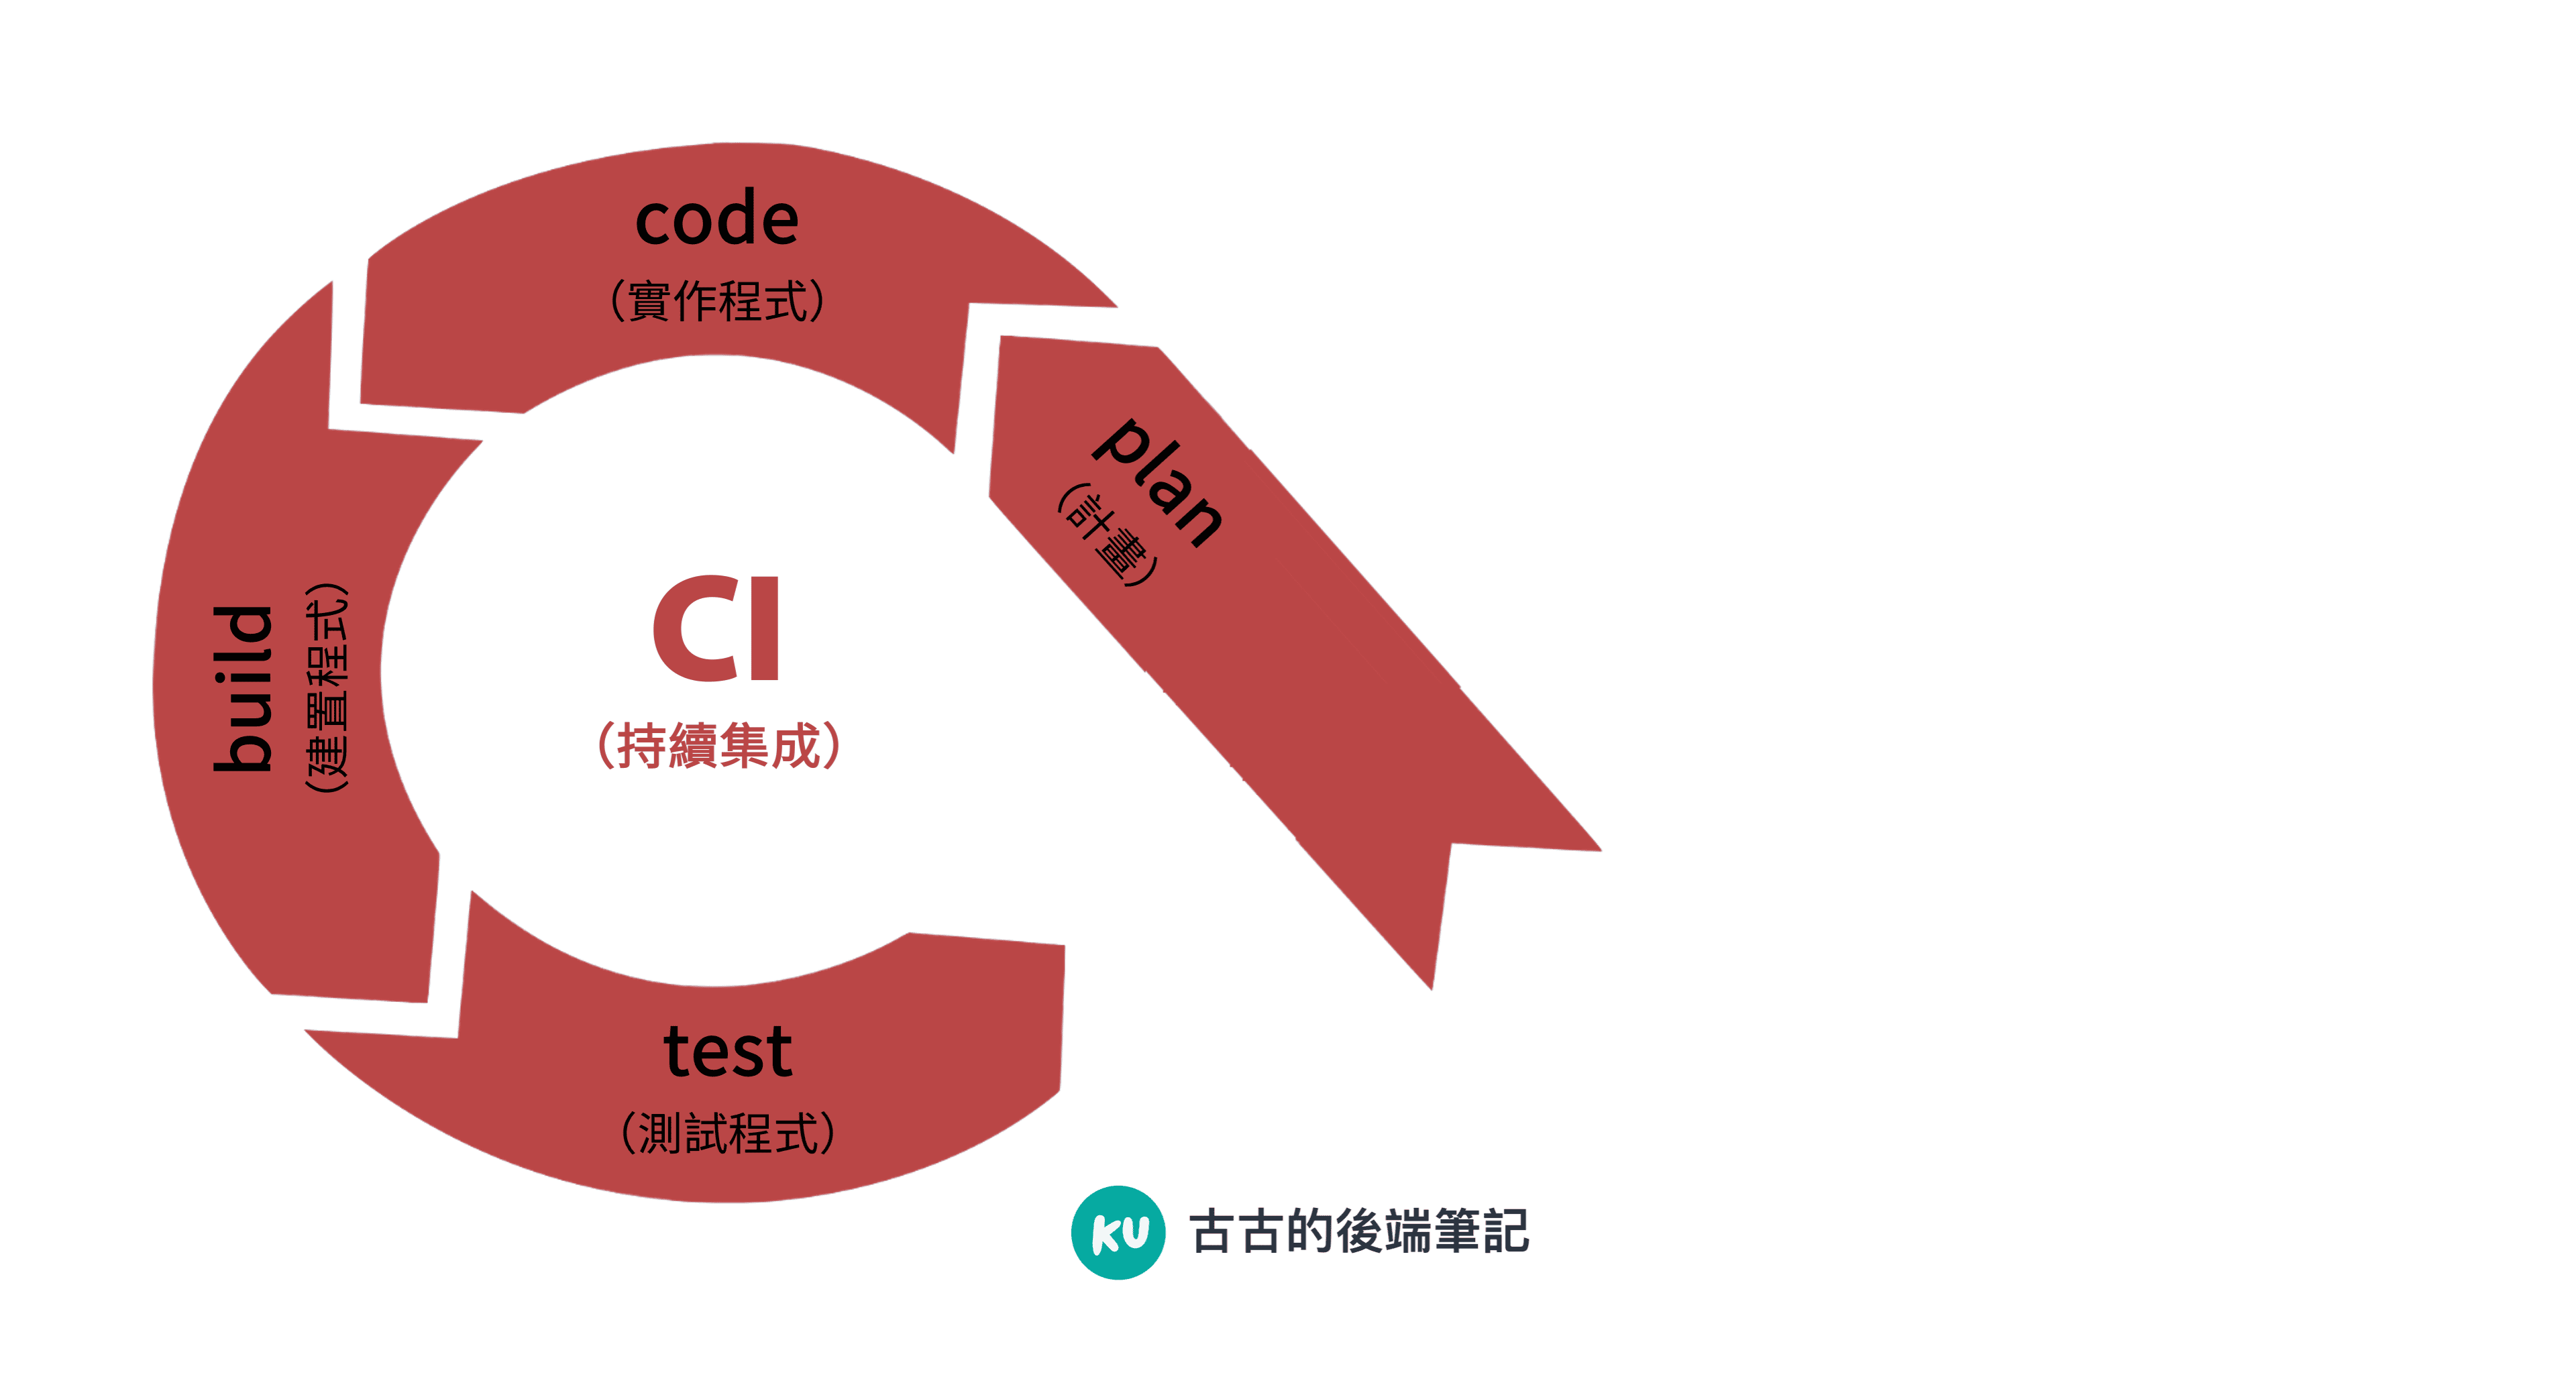 code
（實作程式）
plan
（計畫）
build
（建置程式）
CI
（持續集成）
test
（測試程式）
KU
古古的後端筆記